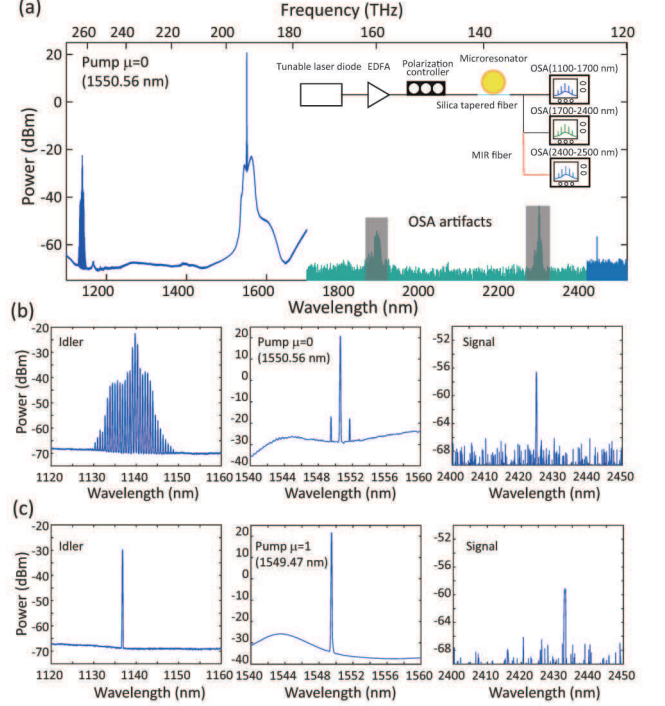 (a)
Frequency (THz)
260 240 220 200 180 160 140 120
Pump μ=0
(1550.56 nm)
Tunable laser diode
EDFA
Polarization
controller
Microresonator
OSA(1100-1700 nm)
Silica tapered fiber
OSA(1700-2400 nm)
MIR fiber
OSA(2400-2500 nm)
OSA artifacts
Power (dBm)
20
0
-20
-40
-60
1200 1400 1600 1800 2000 2200 2400
Wavelength (nm)
(b)
Power (dBm)
-20
-30
-40
-50
-60
-70
Idler
1120 1130 1140 1150 1160
Wavelength (nm)
25
20
10
0
-10
-20
-30
-40
Pump μ=0
(1550.56 nm)
1540 1544 1548 1552 1556 1560
Wavelength (nm)
-52
-56
-60
-64
-68
Signal
2400 2410 2420 2430 2440 2450
Wavelength (nm)
(c)
Power (dBm)
-20
-30
-40
-50
-60
-70
Idler
1120 1130 1140 1150 1160
Wavelength (nm)
25
20
10
0
-10
-20
-30
-40
Pump μ=1
(1549.47 nm)
1540 1544 1548 1552 1556 1560
Wavelength (nm)
-52
-56
-60
-64
-68
Signal
2400 2410 2420 2430 2440 2450
Wavelength (nm)